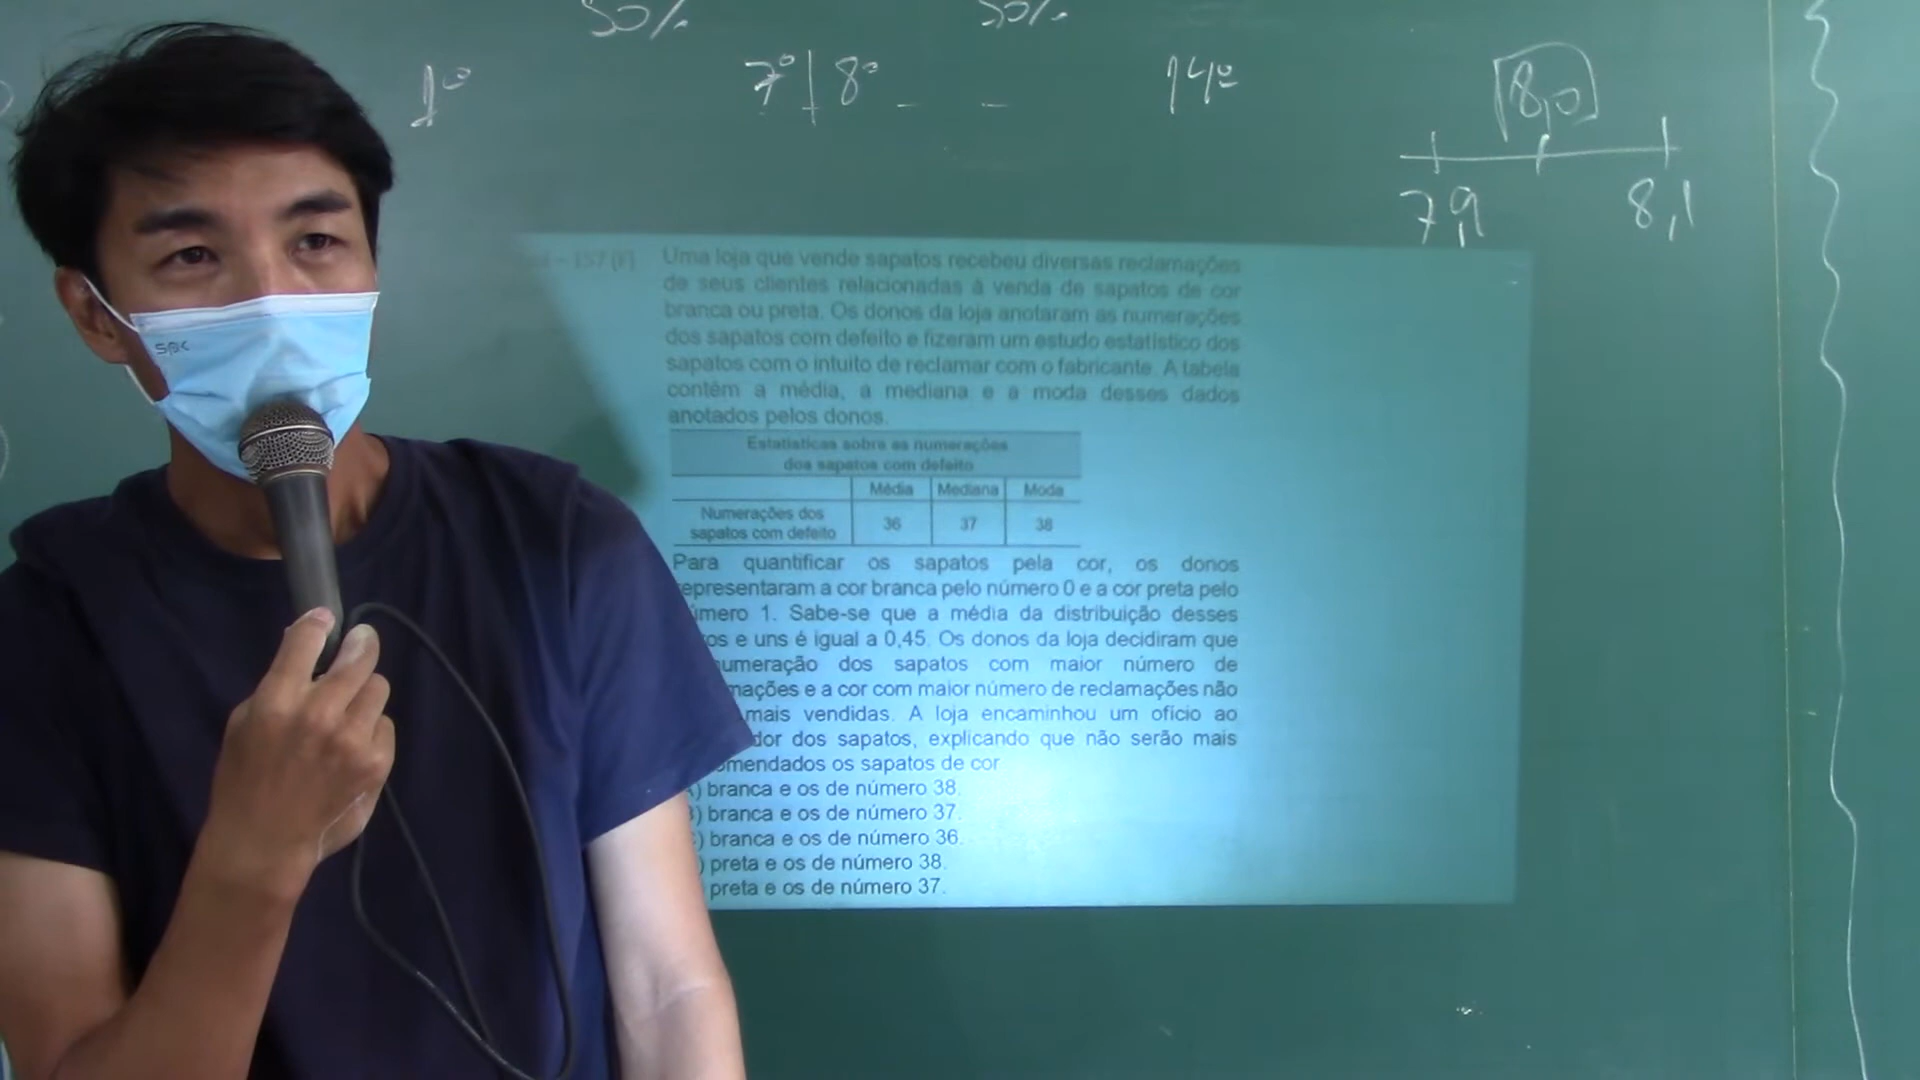 50% 50%
1º 7º | 8º _ _ 14º
8,0
7,9 8,1
SBK
157 (F)
Uma loja que vende sapatos recebeu diversas reclamações
de seus clientes relacionadas à venda de sapatos de cor
branca ou preta. Os donos da loja anotaram as numerações
dos sapatos com defeito e fizeram um estudo estatístico dos
sapatos com o intuito de reclamar com o fabricante. A tabela
contém a média, a mediana e a moda desses dados
anotados pelos donos.
Estatísticas sobre as numerações
dos sapatos com defeito
Média Mediana Moda
Numerações dos
sapatos com defeito 36 37 38
Para quantificar os sapatos pela cor, os donos
epresentaram a cor branca pelo número 0 e a cor preta pelo
úmero 1. Sabe-se que a média da distribuição desses
os e uns é igual a 0,45. Os donos da loja decidiram que
umeração dos sapatos com maior número de
mações e a cor com maior número de reclamações não
mais vendidas. A loja encaminhou um ofício ao
dor dos sapatos, explicando que não serão mais
omendados os sapatos de cor
) branca e os de número 38.
) branca e os de número 37.
) branca e os de número 36.
) preta e os de número 38.
preta e os de número 37.